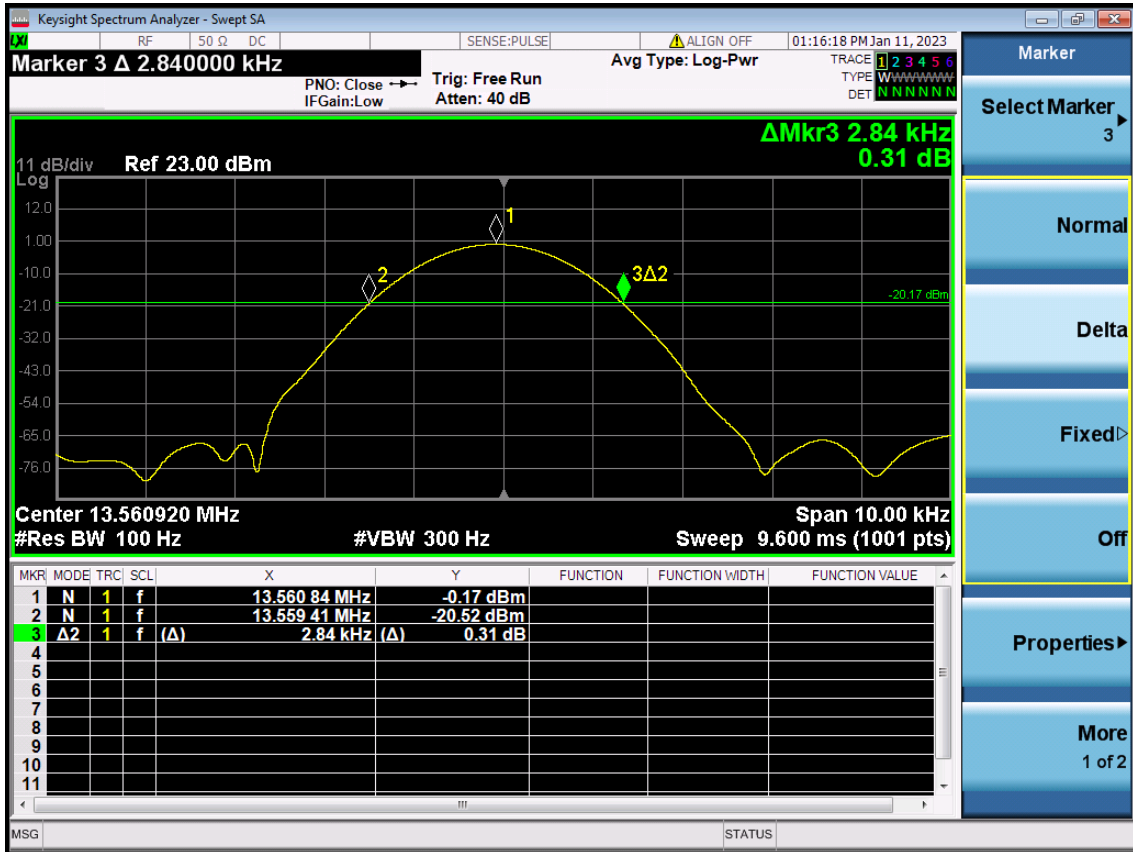 Keysight Spectrum Analyzer - Swept SA
LXI RF 50 Ω DC SENSE:PULSE ALIGN OFF 01:16:18 PM Jan 11, 2023
Marker 3 Δ 2.840000 kHz
PNO: Close
IFGain:Low
Trig: Free Run
Atten: 40 dB
Avg Type: Log-Pwr
TRACE 1 2 3 4 5 6
TYPE WWWWWW
DET N N N N N N
ΔMkr3 2.84 kHz
0.31 dB
11 dB/div Ref 23.00 dBm
Log
12.0
1.00
-10.0
-21.0
-32.0
-43.0
-54.0
-65.0
-76.0
1
2
3Δ2
-20.17 dBm
Center 13.560920 MHz Span 10.00 kHz
#Res BW 100 Hz #VBW 300 Hz Sweep 9.600 ms (1001 pts)
MKR MODE TRC SCL X Y FUNCTION FUNCTION WIDTH FUNCTION VALUE
1 N 1 f 13.560 84 MHz -0.17 dBm
2 N 1 f 13.559 41 MHz -20.52 dBm
3 Δ2 1 f (Δ) 2.84 kHz (Δ) 0.31 dB
4
5
6
7
8
9
10
11
MSG STATUS
Marker
Select Marker
3
Normal
Delta
Fixed
Off
Properties
More
1 of 2